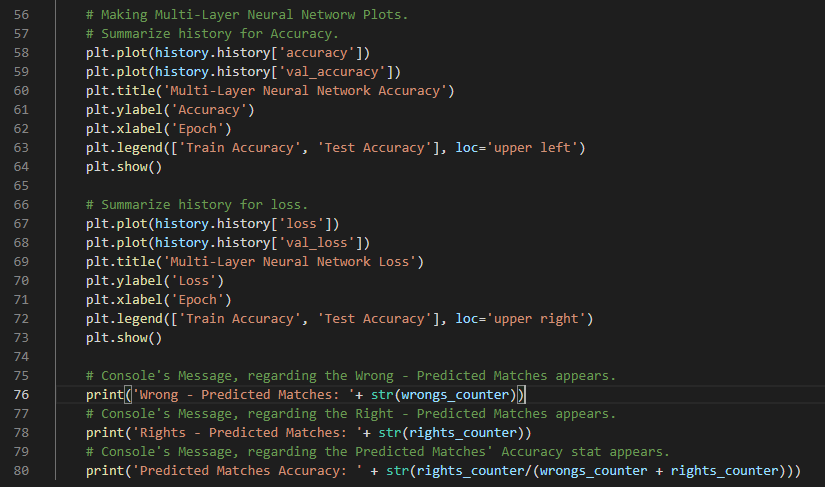 56 # Making Multi-Layer Neural Networw Plots.
57 # Summarize history for Accuracy.
58 plt.plot(history.history['accuracy'])
59 plt.plot(history.history['val_accuracy'])
60 plt.title('Multi-Layer Neural Network Accuracy')
61 plt.ylabel('Accuracy')
62 plt.xlabel('Epoch')
63 plt.legend(['Train Accuracy', 'Test Accuracy'], loc='upper left')
64 plt.show()
65
66 # Summarize history for loss.
67 plt.plot(history.history['loss'])
68 plt.plot(history.history['val_loss'])
69 plt.title('Multi-Layer Neural Network Loss')
70 plt.ylabel('Loss')
71 plt.xlabel('Epoch')
72 plt.legend(['Train Accuracy', 'Test Accuracy'], loc='upper right')
73 plt.show()
74
75 # Console's Message, regarding the Wrong - Predicted Matches appears.
76 print('Wrong - Predicted Matches: '+ str(wrongs_counter))
77 # Console's Message, regarding the Right - Predicted Matches appears.
78 print('Rights - Predicted Matches: '+ str(rights_counter))
79 # Console's Message, regarding the Predicted Matches' Accuracy stat appears.
80 print('Predicted Matches Accuracy: ' + str(rights_counter/(wrongs_counter + rights_counter)))